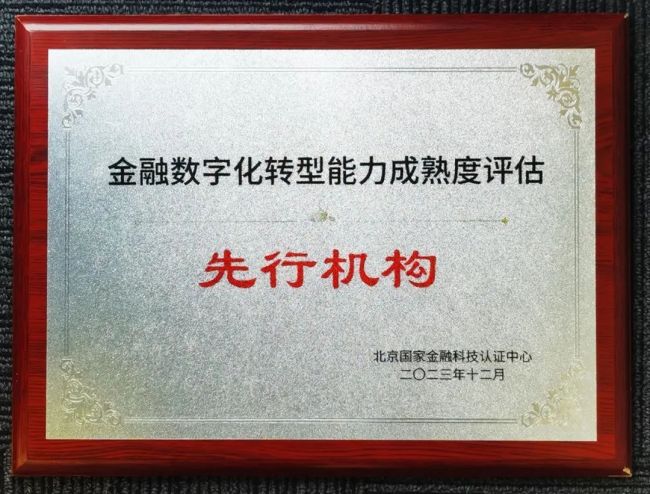 金融数字化转型能力成熟度评估
先行机构
北京国家金融科技认证中心
二〇二三年十二月